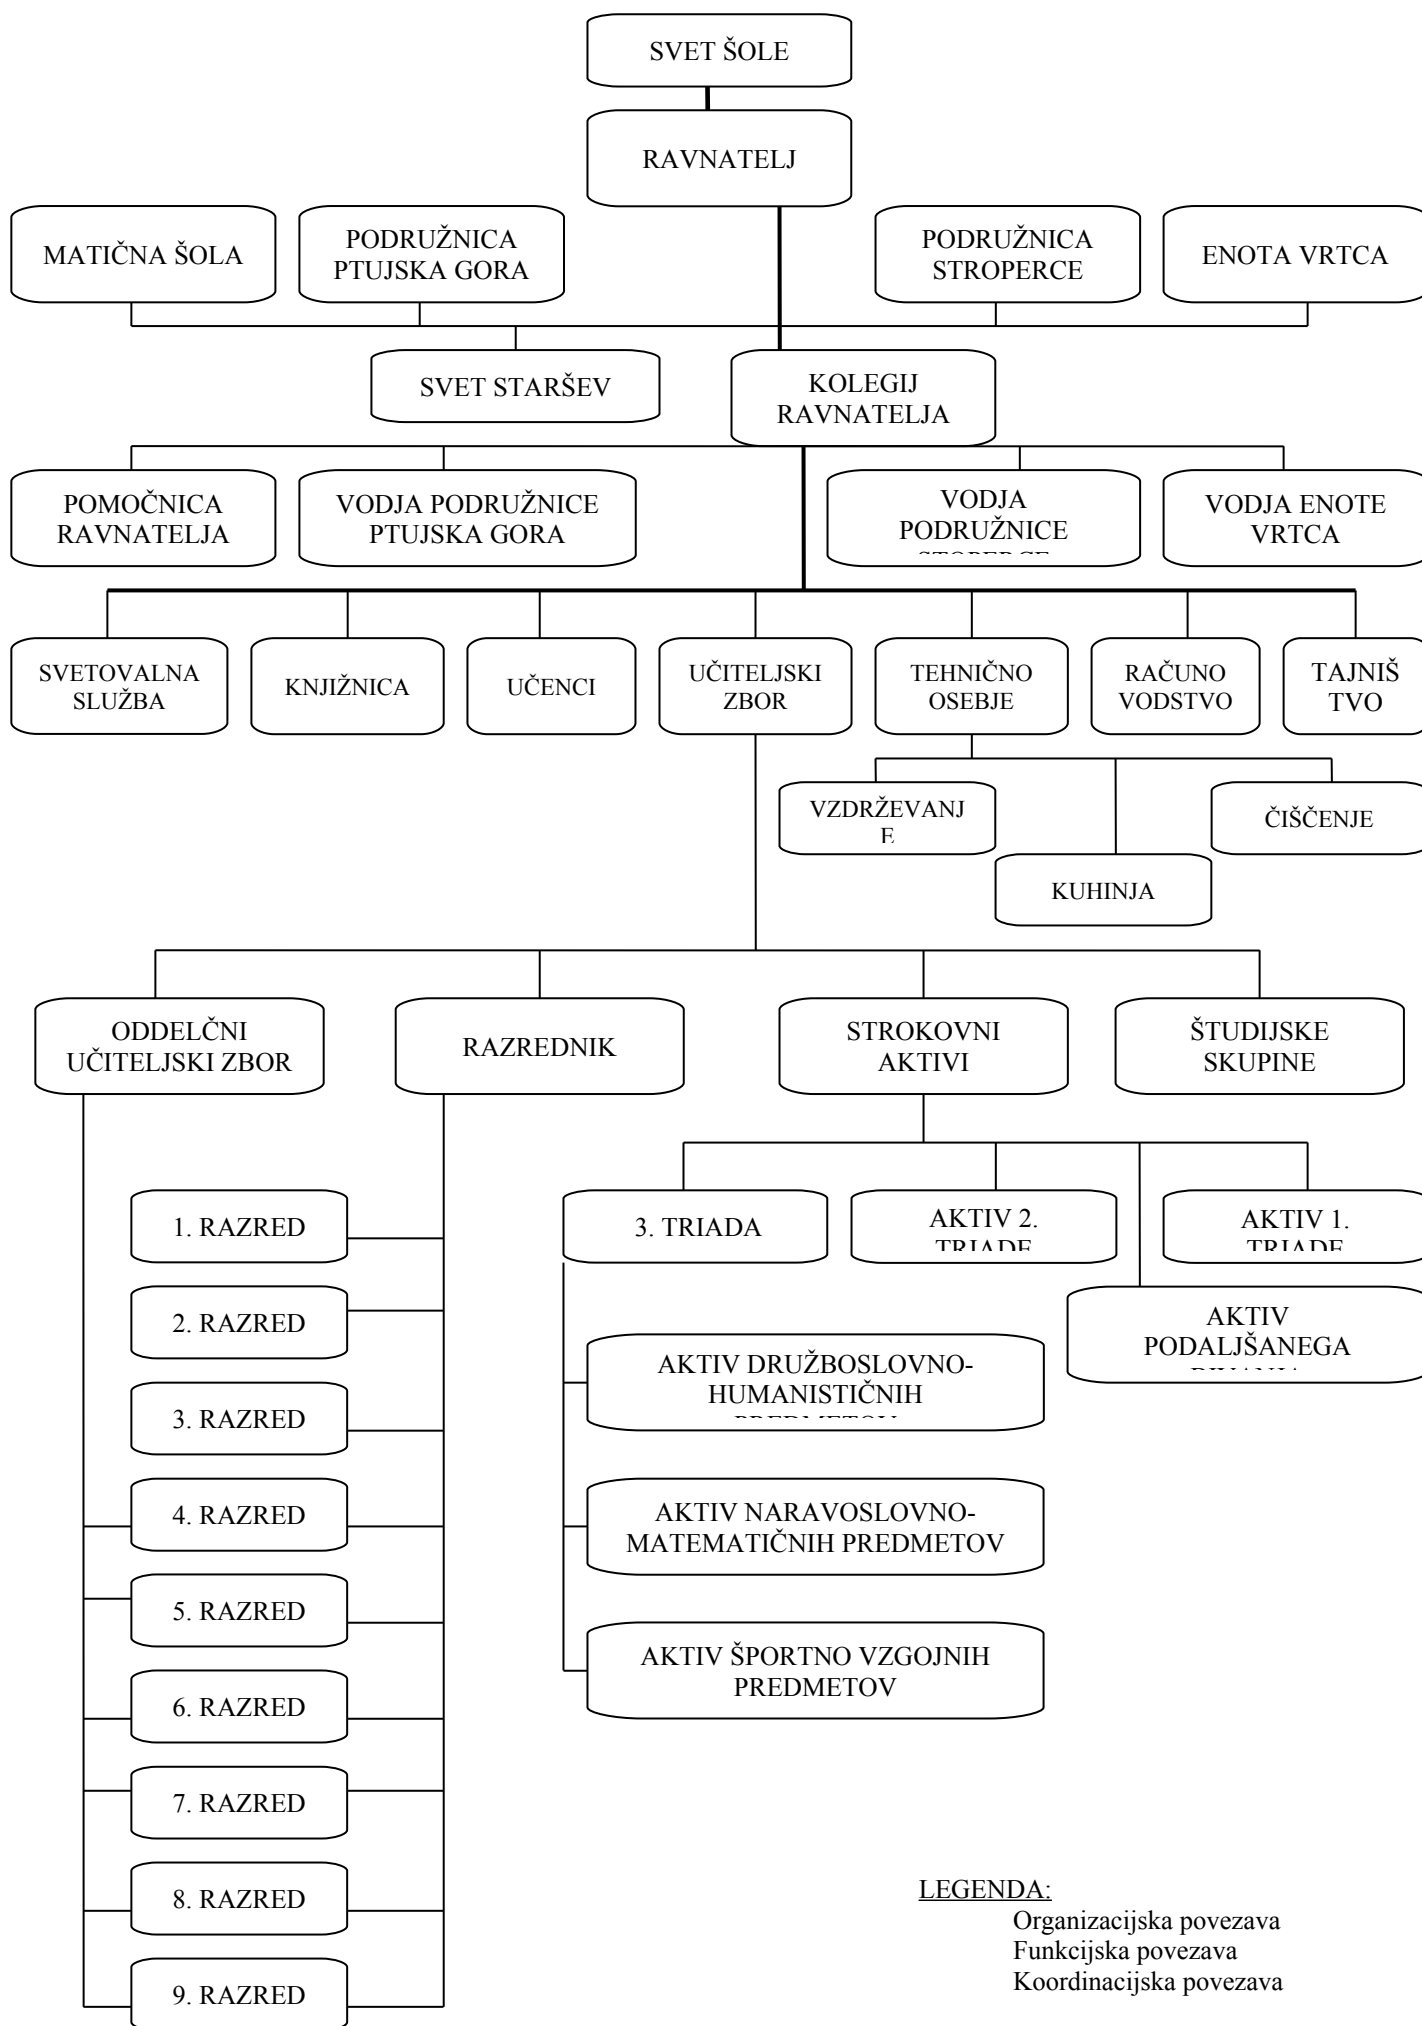 SVET ŠOLE
RAVNATELJ
MATIČNA ŠOLA
PODRUŽNICA
PTUJSKA GORA
PODRUŽNICA
STROPERCE
ENOTA VRTCA
SVET STARŠEV
KOLEGIJ
RAVNATELJA
POMOČNICA
RAVNATELJA
VODJA PODRUŽNICE
PTUJSKA GORA
VODJA
PODRUŽNICE
STOPERCE
VODJA ENOTE
VRTCA
SVETOVALNA
SLUŽBA
KNJIŽNICA
UČENCI
UČITELJSKI
ZBOR
TEHNIČNO
OSEBJE
RAČUNO
VODSTVO
TAJNIŠ
TVO
VZDRŽEVANJ
E
KUHINJA
ČIŠČENJE
ODDELČNI
UČITELJSKI ZBOR
RAZREDNIK
STROKOVNI
AKTIVI
ŠTUDIJSKE
SKUPINE
1. RAZRED
2. RAZRED
3. RAZRED
4. RAZRED
5. RAZRED
6. RAZRED
7. RAZRED
8. RAZRED
9. RAZRED
3. TRIADA
AKTIV 2.
TRIADE
AKTIV 1.
TRIADE
AKTIV
PODALJŠANEGA
AKTIV DRUŽBOSLOVNO-
HUMANISTIČNIH
PREDMETOV
AKTIV NARAVOSLOVNO-
MATEMATIČNIH PREDMETOV
AKTIV ŠPORTNO VZGOJNIH
PREDMETOV
LEGENDA:
Organizacijska povezava
Funkcijska povezava
Koordinacijska povezava